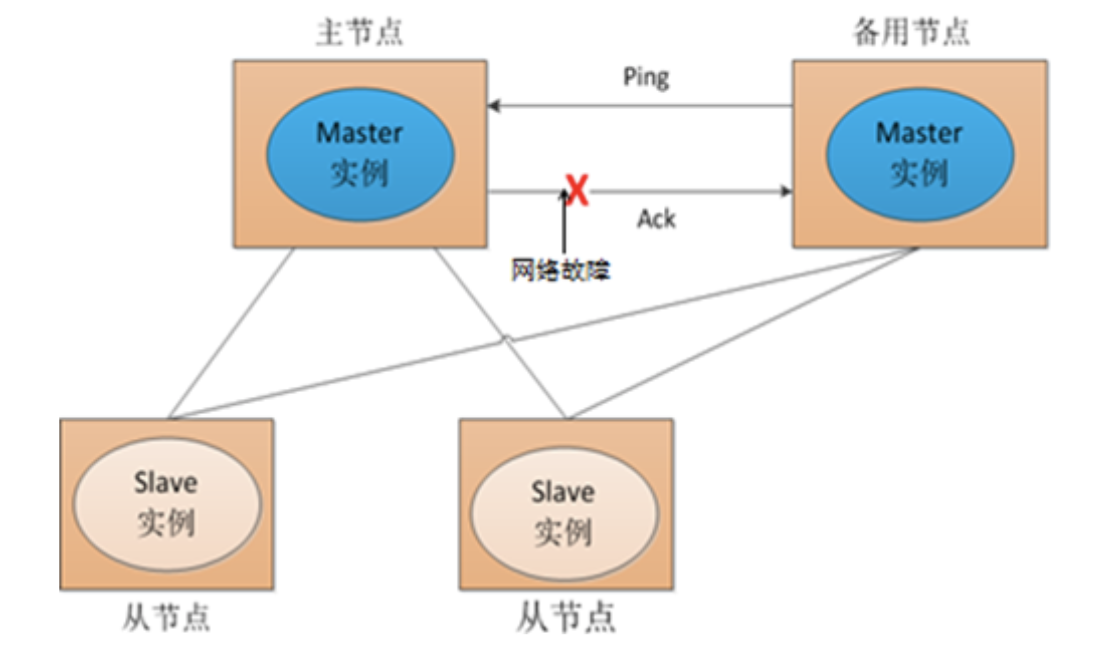 主节点
备用节点
Master
实例
Ping
Master
实例
X
Ack
网络故障
Slave
实例
Slave
实例
从节点
从节点